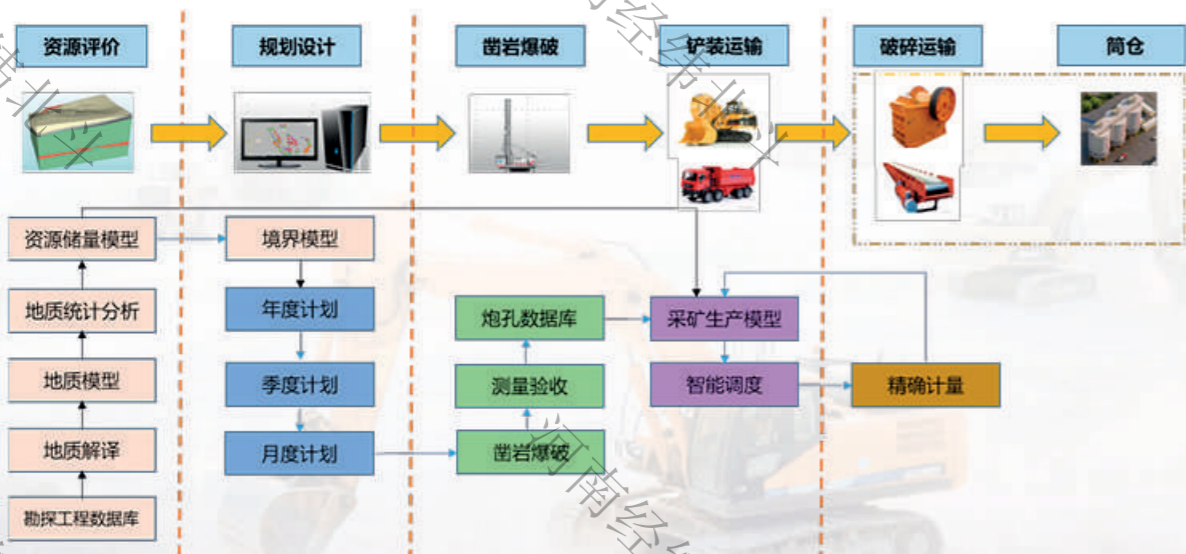 资源评价
规划设计
凿岩爆破
铲装运输
破碎运输
筒仓
资源储量模型
境界模型
地质统计分析
年度计划
炮孔数据库
采矿生产模型
地质模型
季度计划
测量验收
智能调度
精确计量
地质解译
月度计划
凿岩爆破
勘探工程数据库
河南经纬